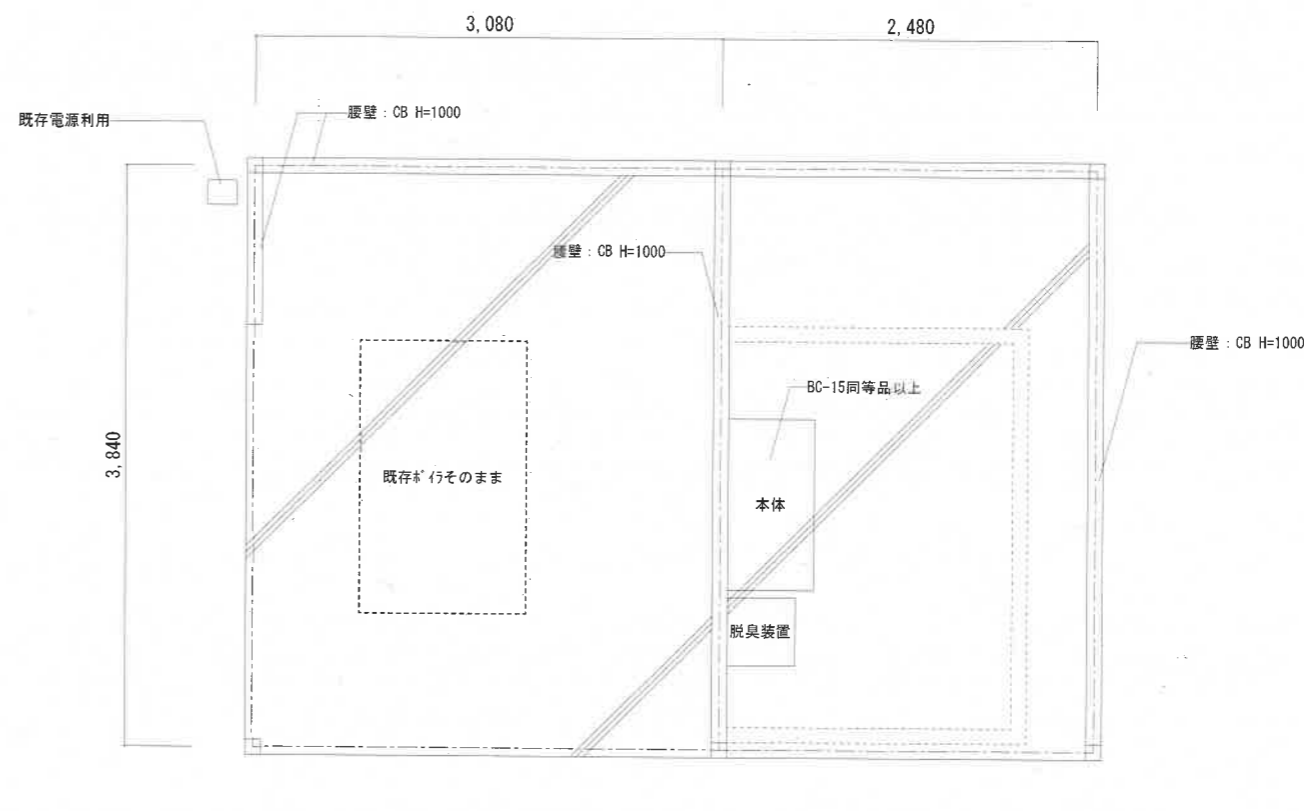 3,080
2,480
既存電源利用
腰壁：CB H=1000
腰壁：CB H=1000
腰壁：CB H=1000
BC-15同等品以上
3,840
既存ﾎﾞｲﾗそのまま
本体
脱臭装置